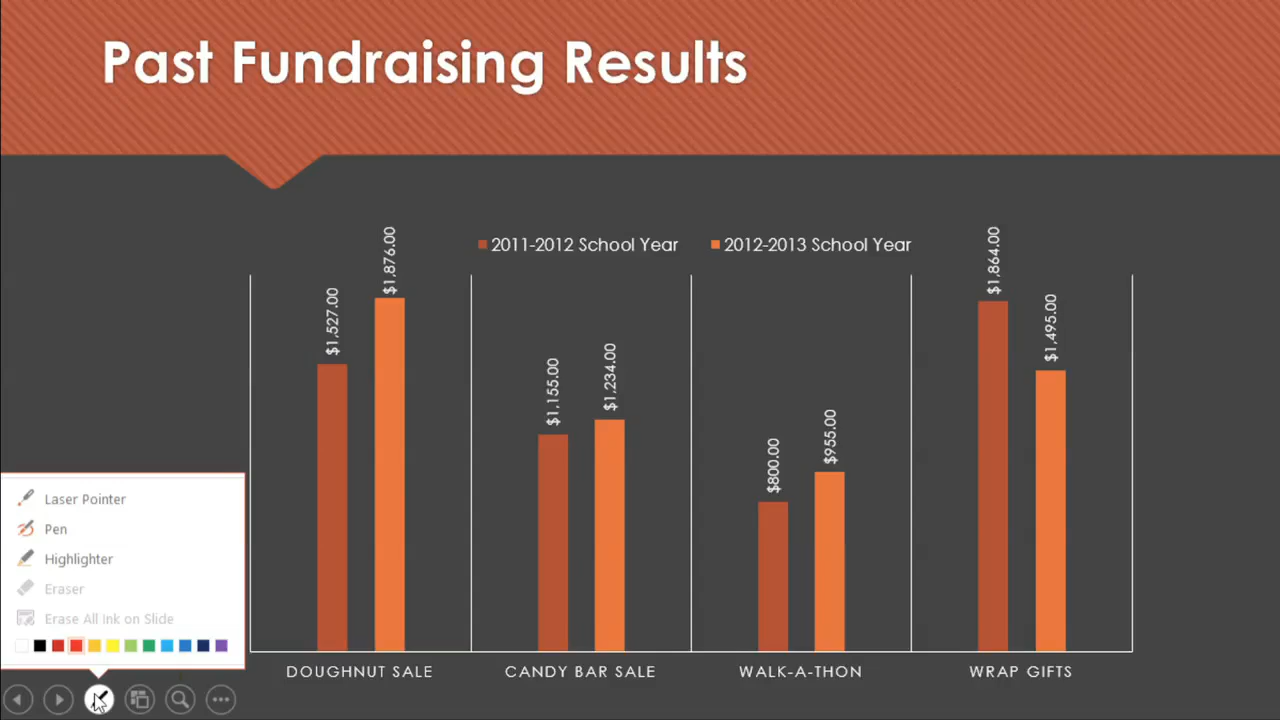 Past Fundraising Results
2011-2012 School Year 2012-2013 School Year
$1,527.00
$1,876.00
$1,155.00
$1,234.00
$800.00
$955.00
$1,864.00
$1,495.00
DOUGHNUT SALE CANDY BAR SALE WALK-A-THON WRAP GIFTS
Laser Pointer
Pen
Highlighter
Eraser
Erase All Ink on Slide